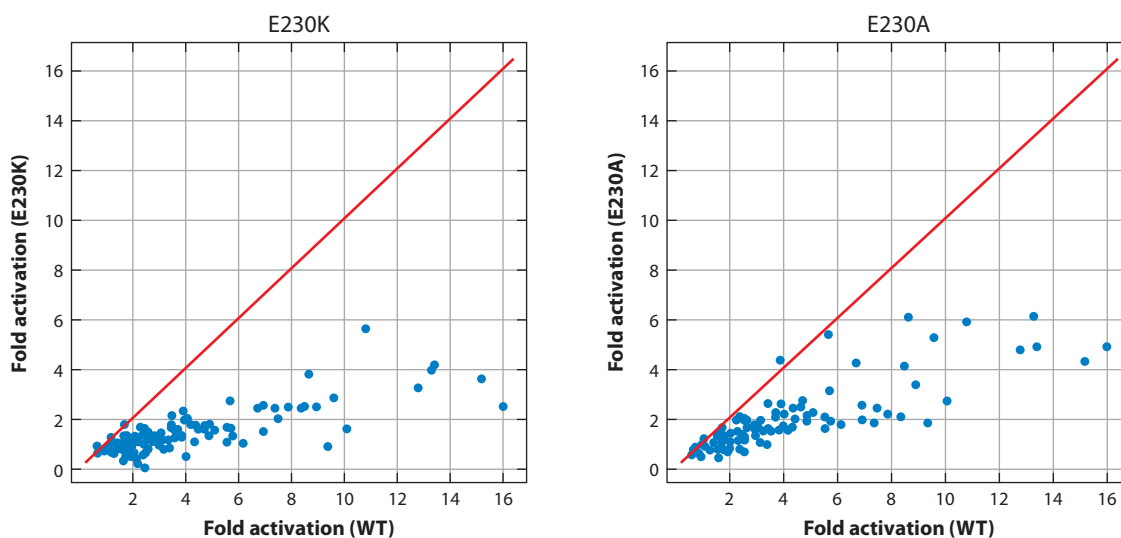 E230K
16
14
12
10
8
6
4
2
0
2 4 6 8 10 12 14 16
Fold activation (E230K)
Fold activation (WT)
E230A
16
14
12
10
8
6
4
2
0
2 4 6 8 10 12 14 16
Fold activation (E230A)
Fold activation (WT)